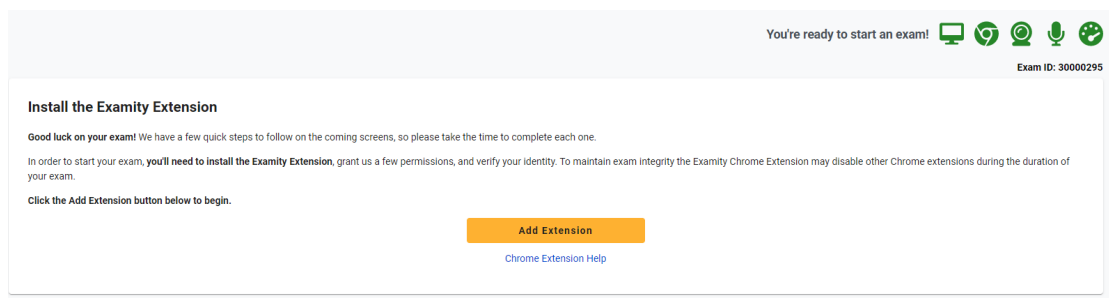 You're ready to start an exam!
Exam ID: 30000295
Install the Examity Extension
Good luck on your exam! We have a few quick steps to follow on the coming screens, so please take the time to complete each one.
In order to start your exam, you'll need to install the Examity Extension, grant us a few permissions, and verify your identity. To maintain exam integrity the Examity Chrome Extension may disable other Chrome extensions during the duration of
your exam.
Click the Add Extension button below to begin.
Add Extension
Chrome Extension Help